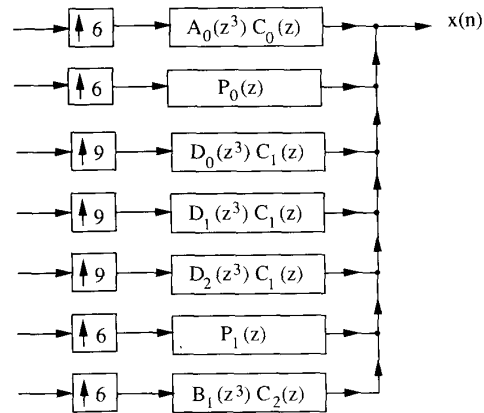 ↑6 A₀(z³) C₀(z) x(n)
↑6 P₀(z)
↑9 D₀(z³) C₁(z)
↑9 D₁(z³) C₁(z)
↑9 D₂(z³) C₁(z)
↑6 P₁(z)
↑6 B₁(z³) C₂(z)